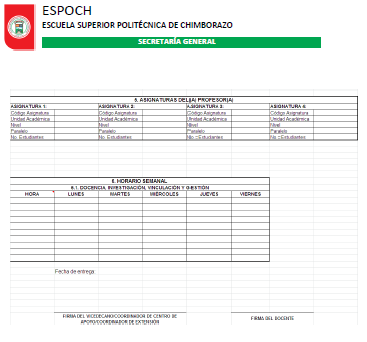 ESPOCH
ESCUELA SUPERIOR POLITÉCNICA DE CHIMBORAZO
SECRETARÍA GENERAL
5. ASIGNATURAS DEL(A) PROFESOR(A)
ASIGNATURA 1: ASIGNATURA 2: ASIGNATURA 3: ASIGNATURA 4:
Código Asignatura Código Asignatura Código Asignatura Código Asignatura
Unidad Académica Unidad Académica Unidad Académica Unidad Académica
Nivel Nivel Nivel Nivel
Paralelo Paralelo Paralelo Paralelo
No. Estudiantes No. Estudiantes No. Estudiantes No. Estudiantes
6. HORARIO SEMANAL
6.1. DOCENCIA, INVESTIGACIÓN, VINCULACIÓN Y GESTIÓN
HORA LUNES MARTES MIÉRCOLES JUEVES VIERNES
Fecha de entrega:
FIRMA DEL VICEDECANO/COORDINADOR DE CENTRO DE
APOYO/COORDINADOR DE EXTENSIÓN
FIRMA DEL DOCENTE